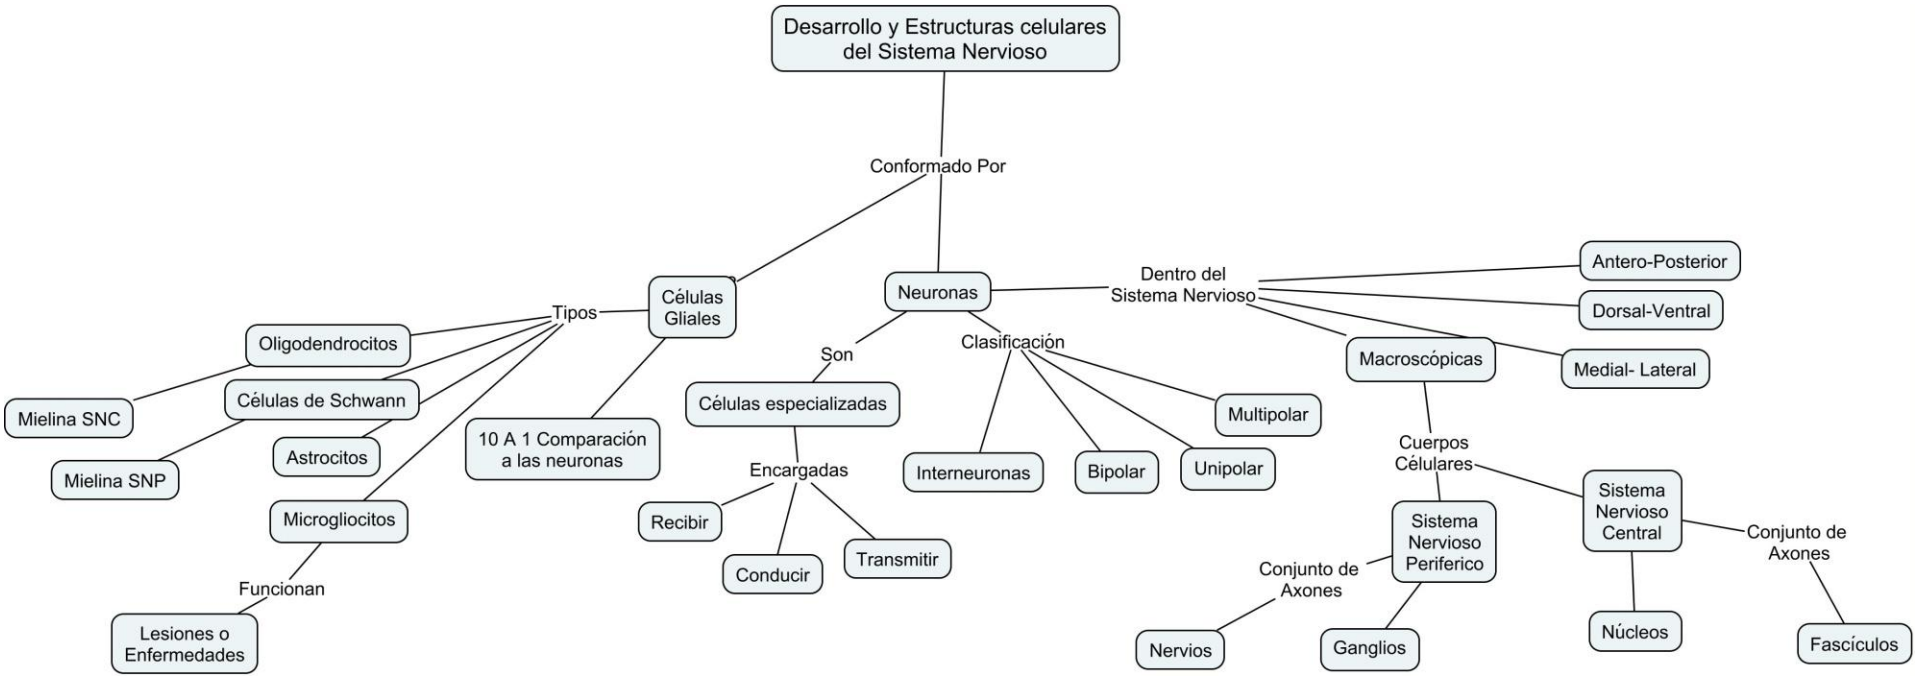 Desarrollo y Estructuras celulares
del Sistema Nervioso
Conformado Por
Células
Gliales
Tipos
Oligodendrocitos
Mielina SNC
Células de Schwann
Mielina SNP
Astrocitos
Microgliocitos
Funcionan
Lesiones o
Enfermedades
10 A 1 Comparación
a las neuronas
Neuronas
Son
Células especializadas
Encargadas
Recibir
Conducir
Transmitir
Clasificación
Interneuronas
Bipolar
Unipolar
Multipolar
Dentro del
Sistema Nervioso
Antero-Posterior
Dorsal-Ventral
Medial- Lateral
Macroscópicas
Cuerpos
Célulares
Sistema
Nervioso
Periferico
Conjunto de
Axones
Nervios
Ganglios
Sistema
Nervioso
Central
Núcleos
Conjunto de
Axones
Fascículos